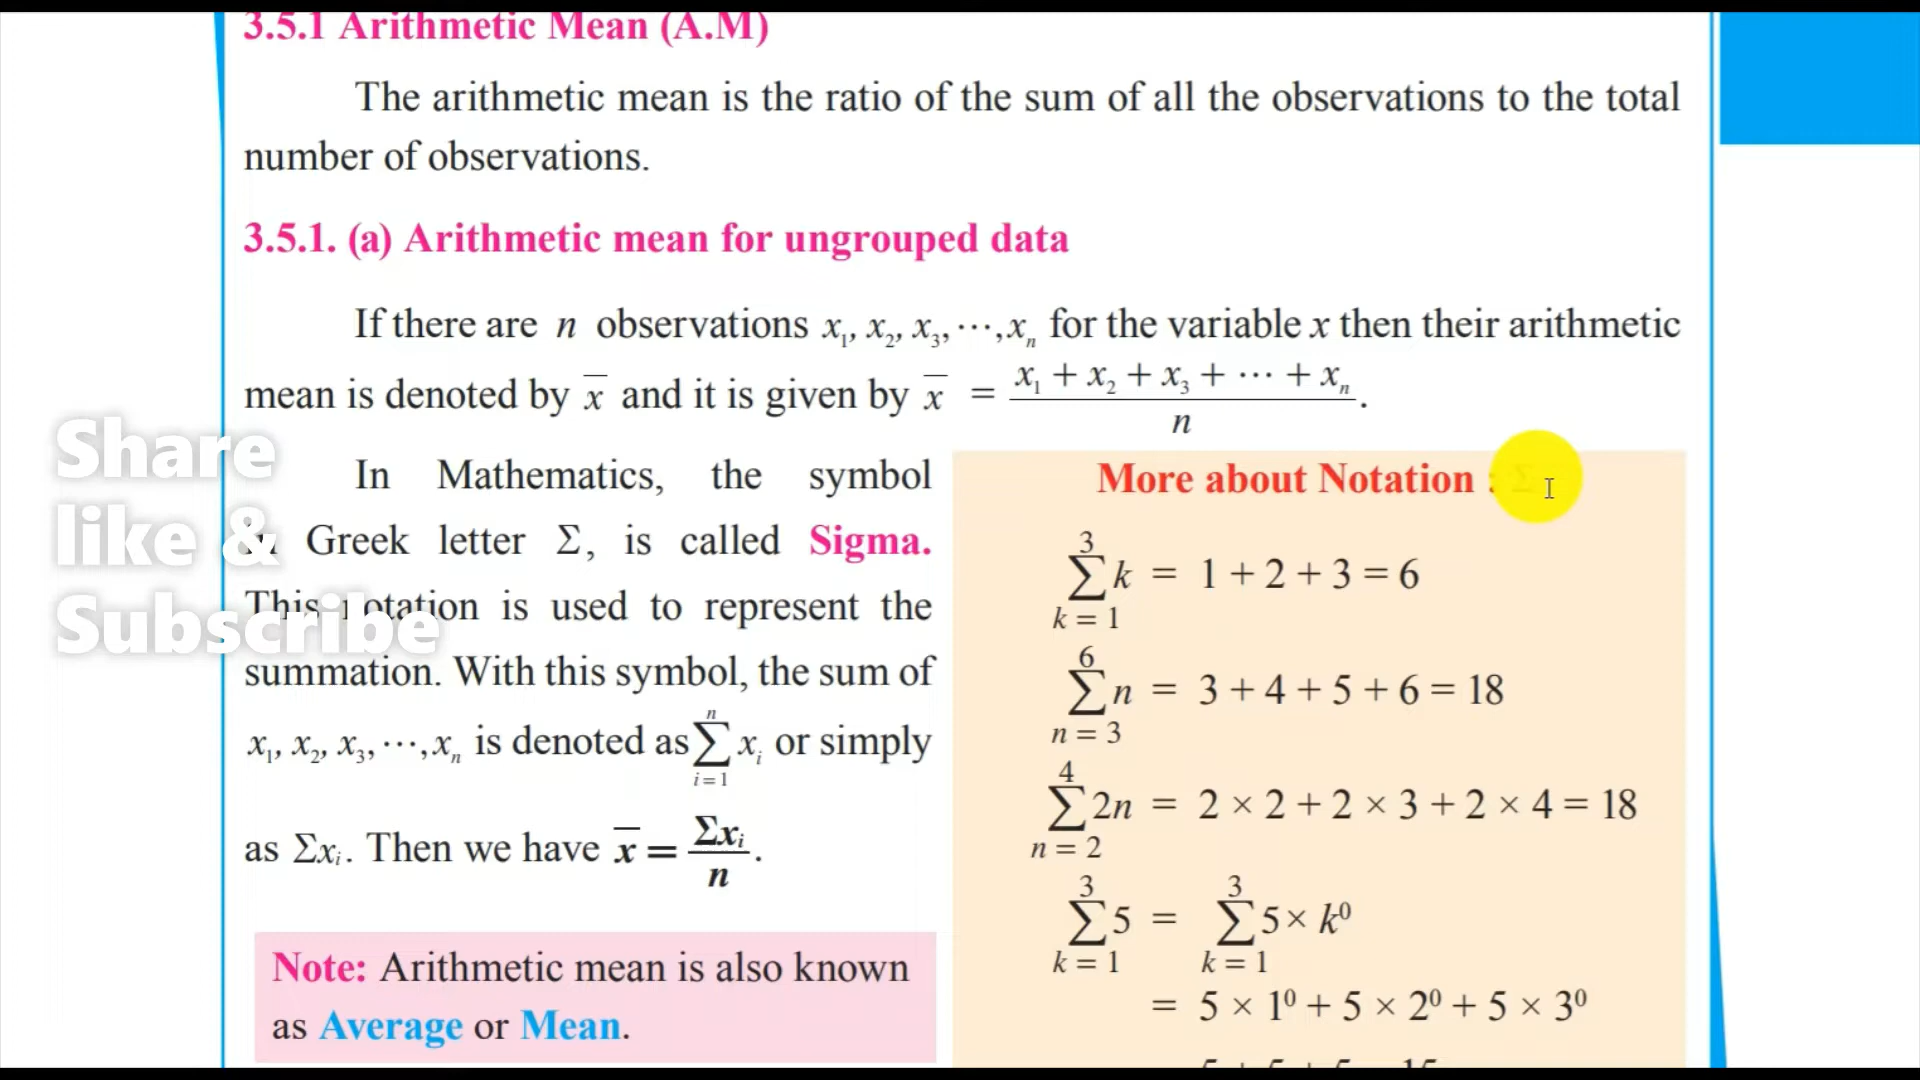 3.5.1 Arithmetic Mean (A.M)
The arithmetic mean is the ratio of the sum of all the observations to the total
number of observations.
3.5.1. (a) Arithmetic mean for ungrouped data
If there are n observations x₁, x₂, x₃, ⋯, xₙ for the variable x then their arithmetic
mean is denoted by x̄ and it is given by x̄ = (x₁ + x₂ + x₃ + ⋯ + xₙ) / n.
In Mathematics, the symbol
Greek letter Σ, is called Sigma.
This notation is used to represent the
summation. With this symbol, the sum of
x₁, x₂, x₃, ⋯, xₙ is denoted as ∑ᵢ₌₁ⁿ xᵢ or simply
as Σxᵢ. Then we have x̄ = Σxᵢ / n.
Note: Arithmetic mean is also known
as Average or Mean.
More about Notation : Σ
∑ₖ₌₁³ k = 1 + 2 + 3 = 6
∑ₙ₌₃⁶ n = 3 + 4 + 5 + 6 = 18
∑ₙ₌₂⁴ 2n = 2 × 2 + 2 × 3 + 2 × 4 = 18
∑ₖ₌₁³ 5 = ∑ₖ₌₁³ 5 × k⁰
= 5 × 1⁰ + 5 × 2⁰ + 5 × 3⁰
Share
like &
Subscribe